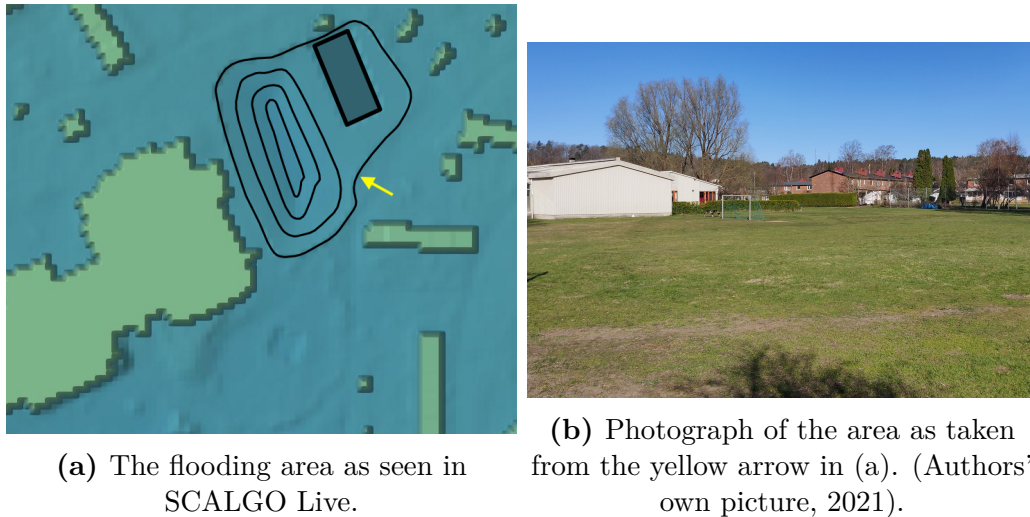 (a) The flooding area as seen in
SCALGO Live.
(b) Photograph of the area as taken
from the yellow arrow in (a). (Authors'
own picture, 2021).